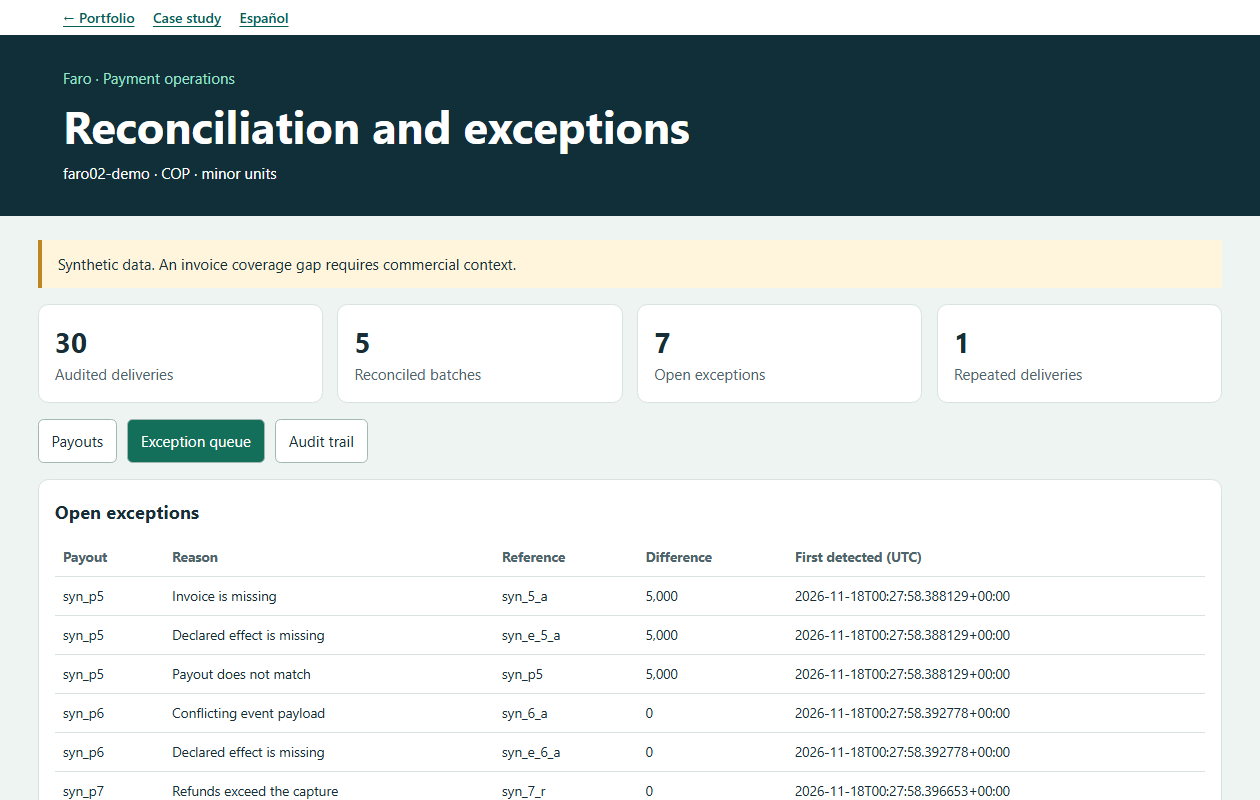 ← Portfolio Case study Español
Faro · Payment operations
Reconciliation and exceptions
faro02-demo · COP · minor units
Synthetic data. An invoice coverage gap requires commercial context.
30 5 7 1
Audited deliveries Reconciled batches Open exceptions Repeated deliveries
Payouts Exception queue Audit trail
Open exceptions
Payout Reason Reference Difference First detected (UTC)
syn_p5 Invoice is missing syn_5_a 5,000 2026-11-18T00:27:58.388129+00:00
syn_p5 Declared effect is missing syn_e_5_a 5,000 2026-11-18T00:27:58.388129+00:00
syn_p5 Payout does not match syn_p5 5,000 2026-11-18T00:27:58.388129+00:00
syn_p6 Conflicting event payload syn_6_a 0 2026-11-18T00:27:58.392778+00:00
syn_p6 Declared effect is missing syn_e_6_a 0 2026-11-18T00:27:58.392778+00:00
syn_p7 Refunds exceed the capture syn_7_r 0 2026-11-18T00:27:58.396653+00:00